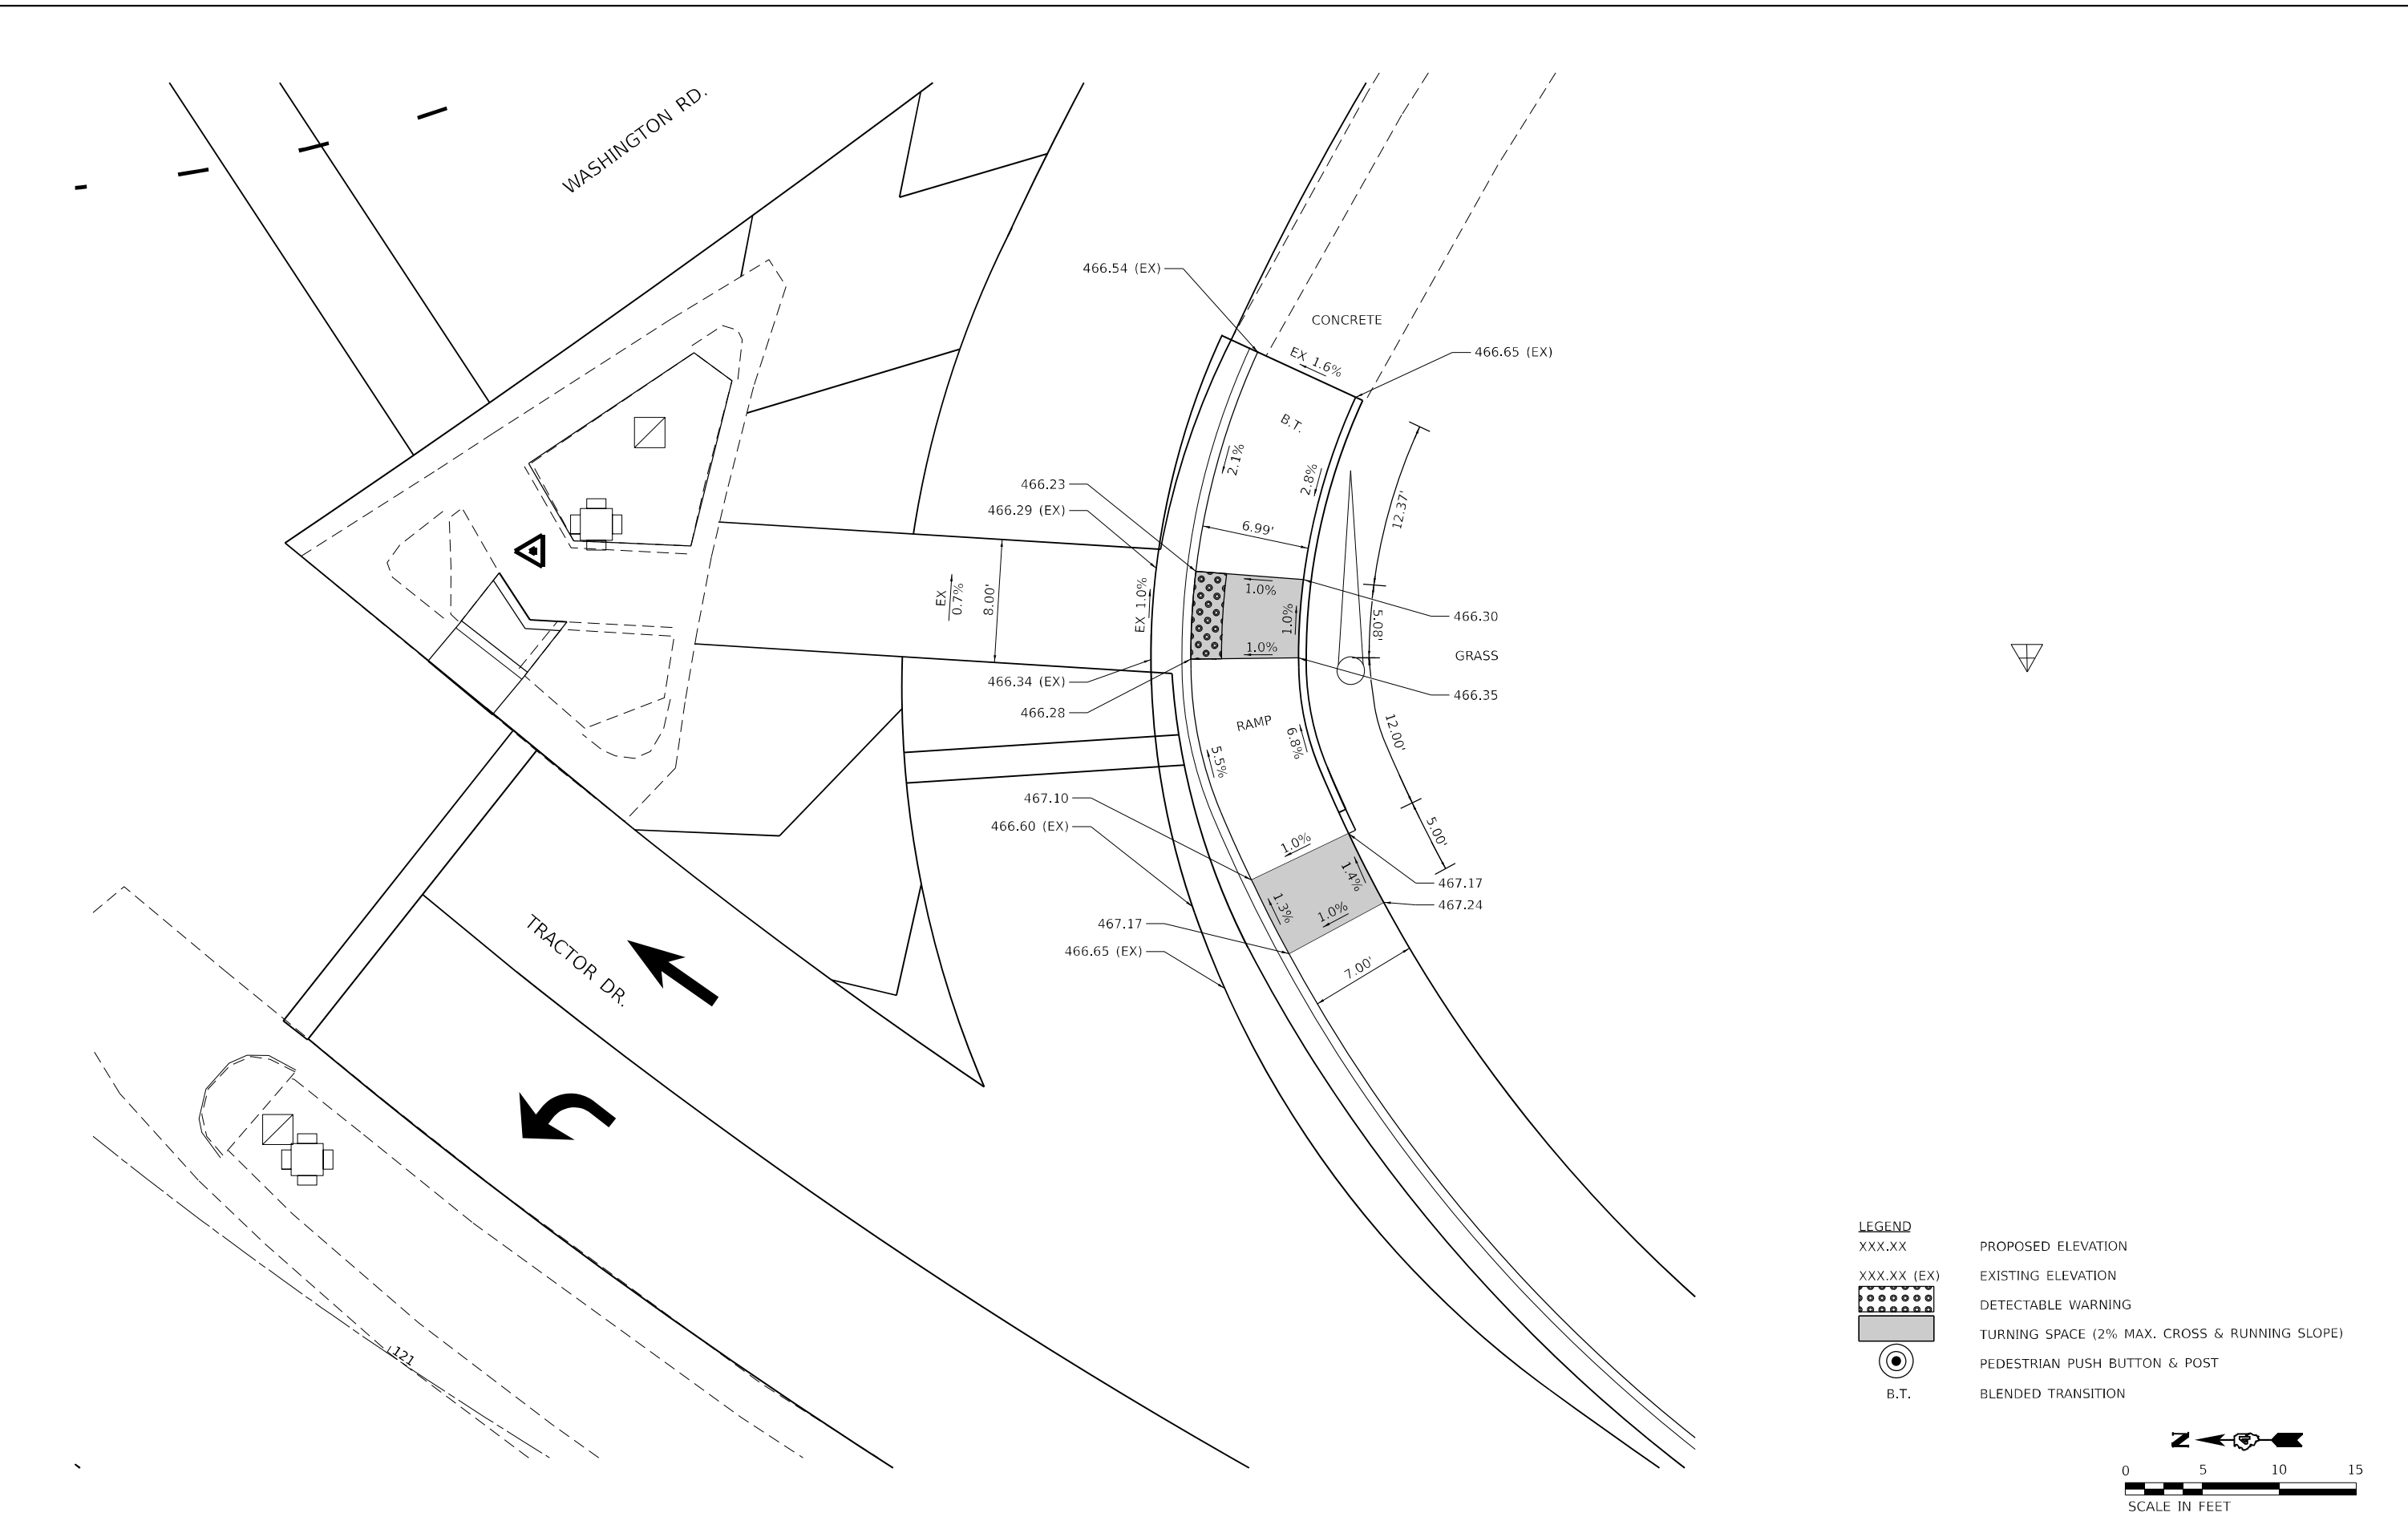 WASHINGTON RD.
466.54 (EX)
CONCRETE
EX 1.6%
466.65 (EX)
B.T.
2.1%
2.8%
466.23
466.29 (EX)
12.37'
6.99'
EX
0.7%
8.00'
EX 1.0%
1.0%
1.0%
1.0%
5.08'
466.30
GRASS
466.34 (EX)
466.35
466.28
RAMP
12.00'
6.8%
5.5%
467.10
466.60 (EX)
5.00'
1.0%
1.4%
467.17
1.3%
1.0%
467.24
467.17
466.65 (EX)
7.00'
TRACTOR DR.
121
LEGEND
XXX.XX PROPOSED ELEVATION
XXX.XX (EX) EXISTING ELEVATION
DETECTABLE WARNING
TURNING SPACE (2% MAX. CROSS & RUNNING SLOPE)
PEDESTRIAN PUSH BUTTON & POST
B.T. BLENDED TRANSITION
N
0 5 10 15
SCALE IN FEET